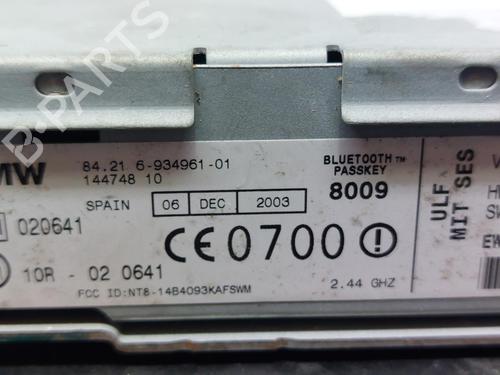 B-PARTS
MW 84.21 6-934961-01
144748 10
BLUETOOTH™
PASSKEY
8009
SPAIN 06 DEC 2003
020641
CE0700
10R - 02 0641
FCC ID:NT8-14B4093KAFSWM
2.44 GHZ
ULF
MIT SES